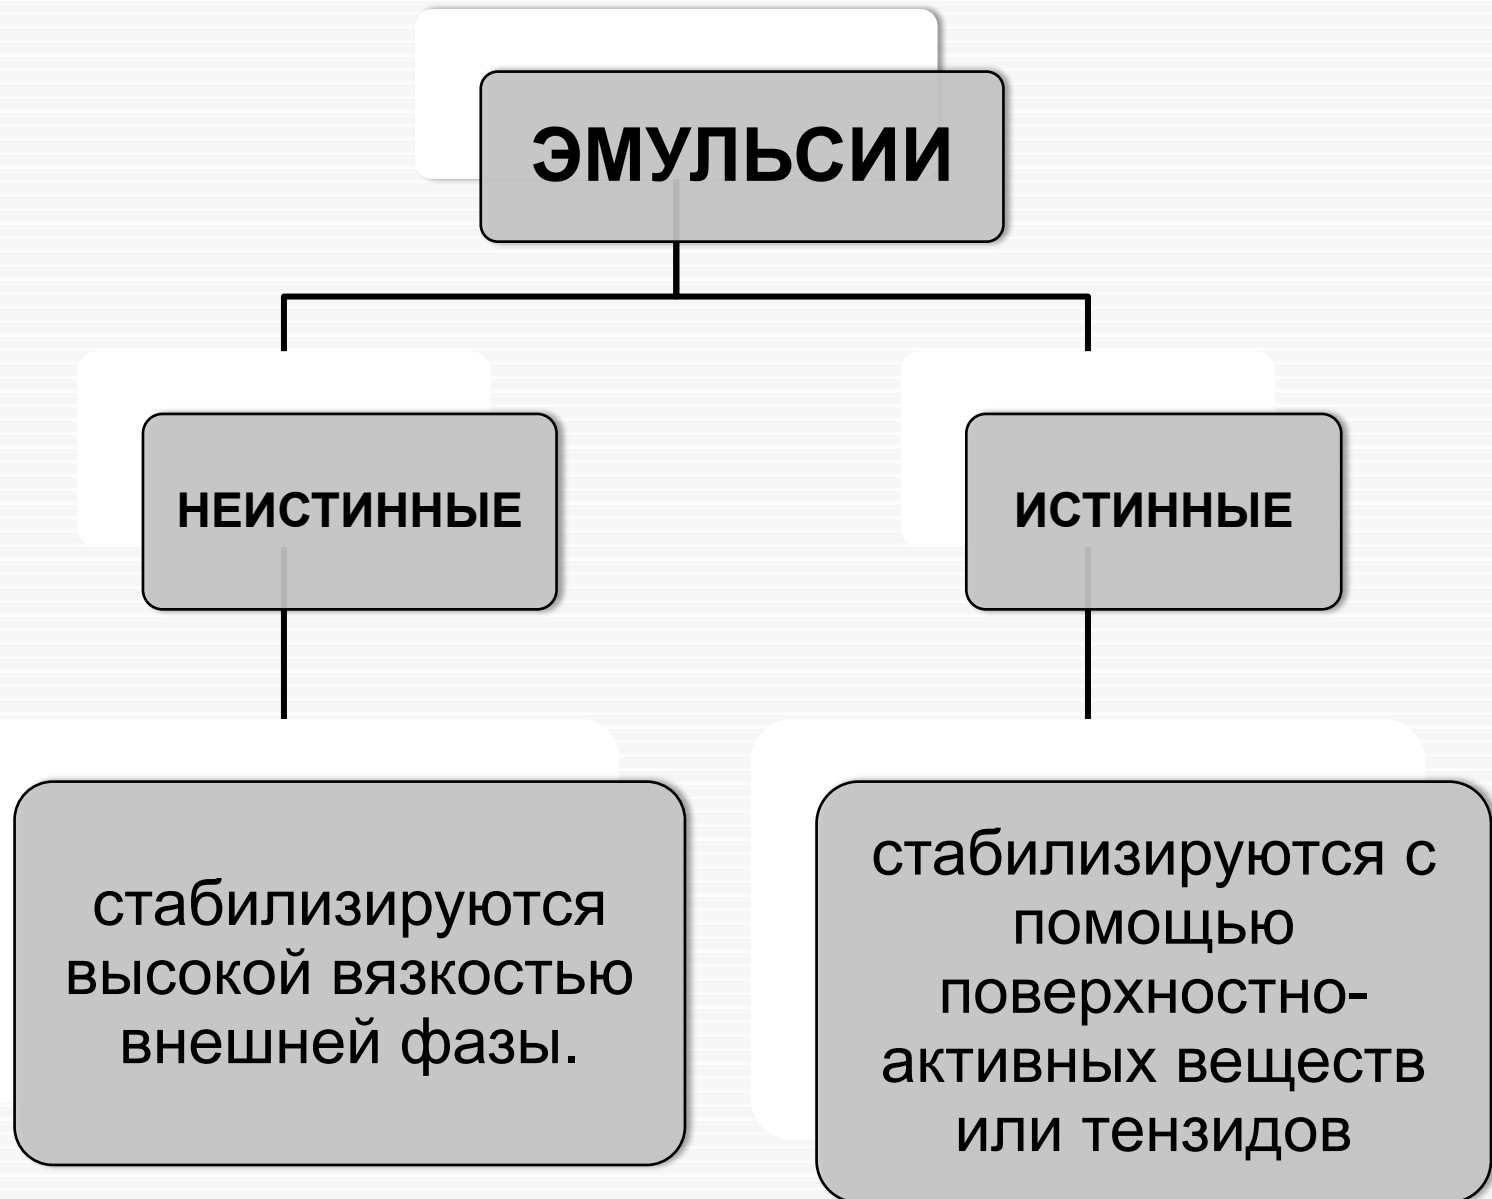 ЭМУЛЬСИИ
НЕИСТИННЫЕ
ИСТИННЫЕ
стабилизируются
высокой вязкостью
внешней фазы.
стабилизируются с
помощью
поверхностно-
активных веществ
или тензидов